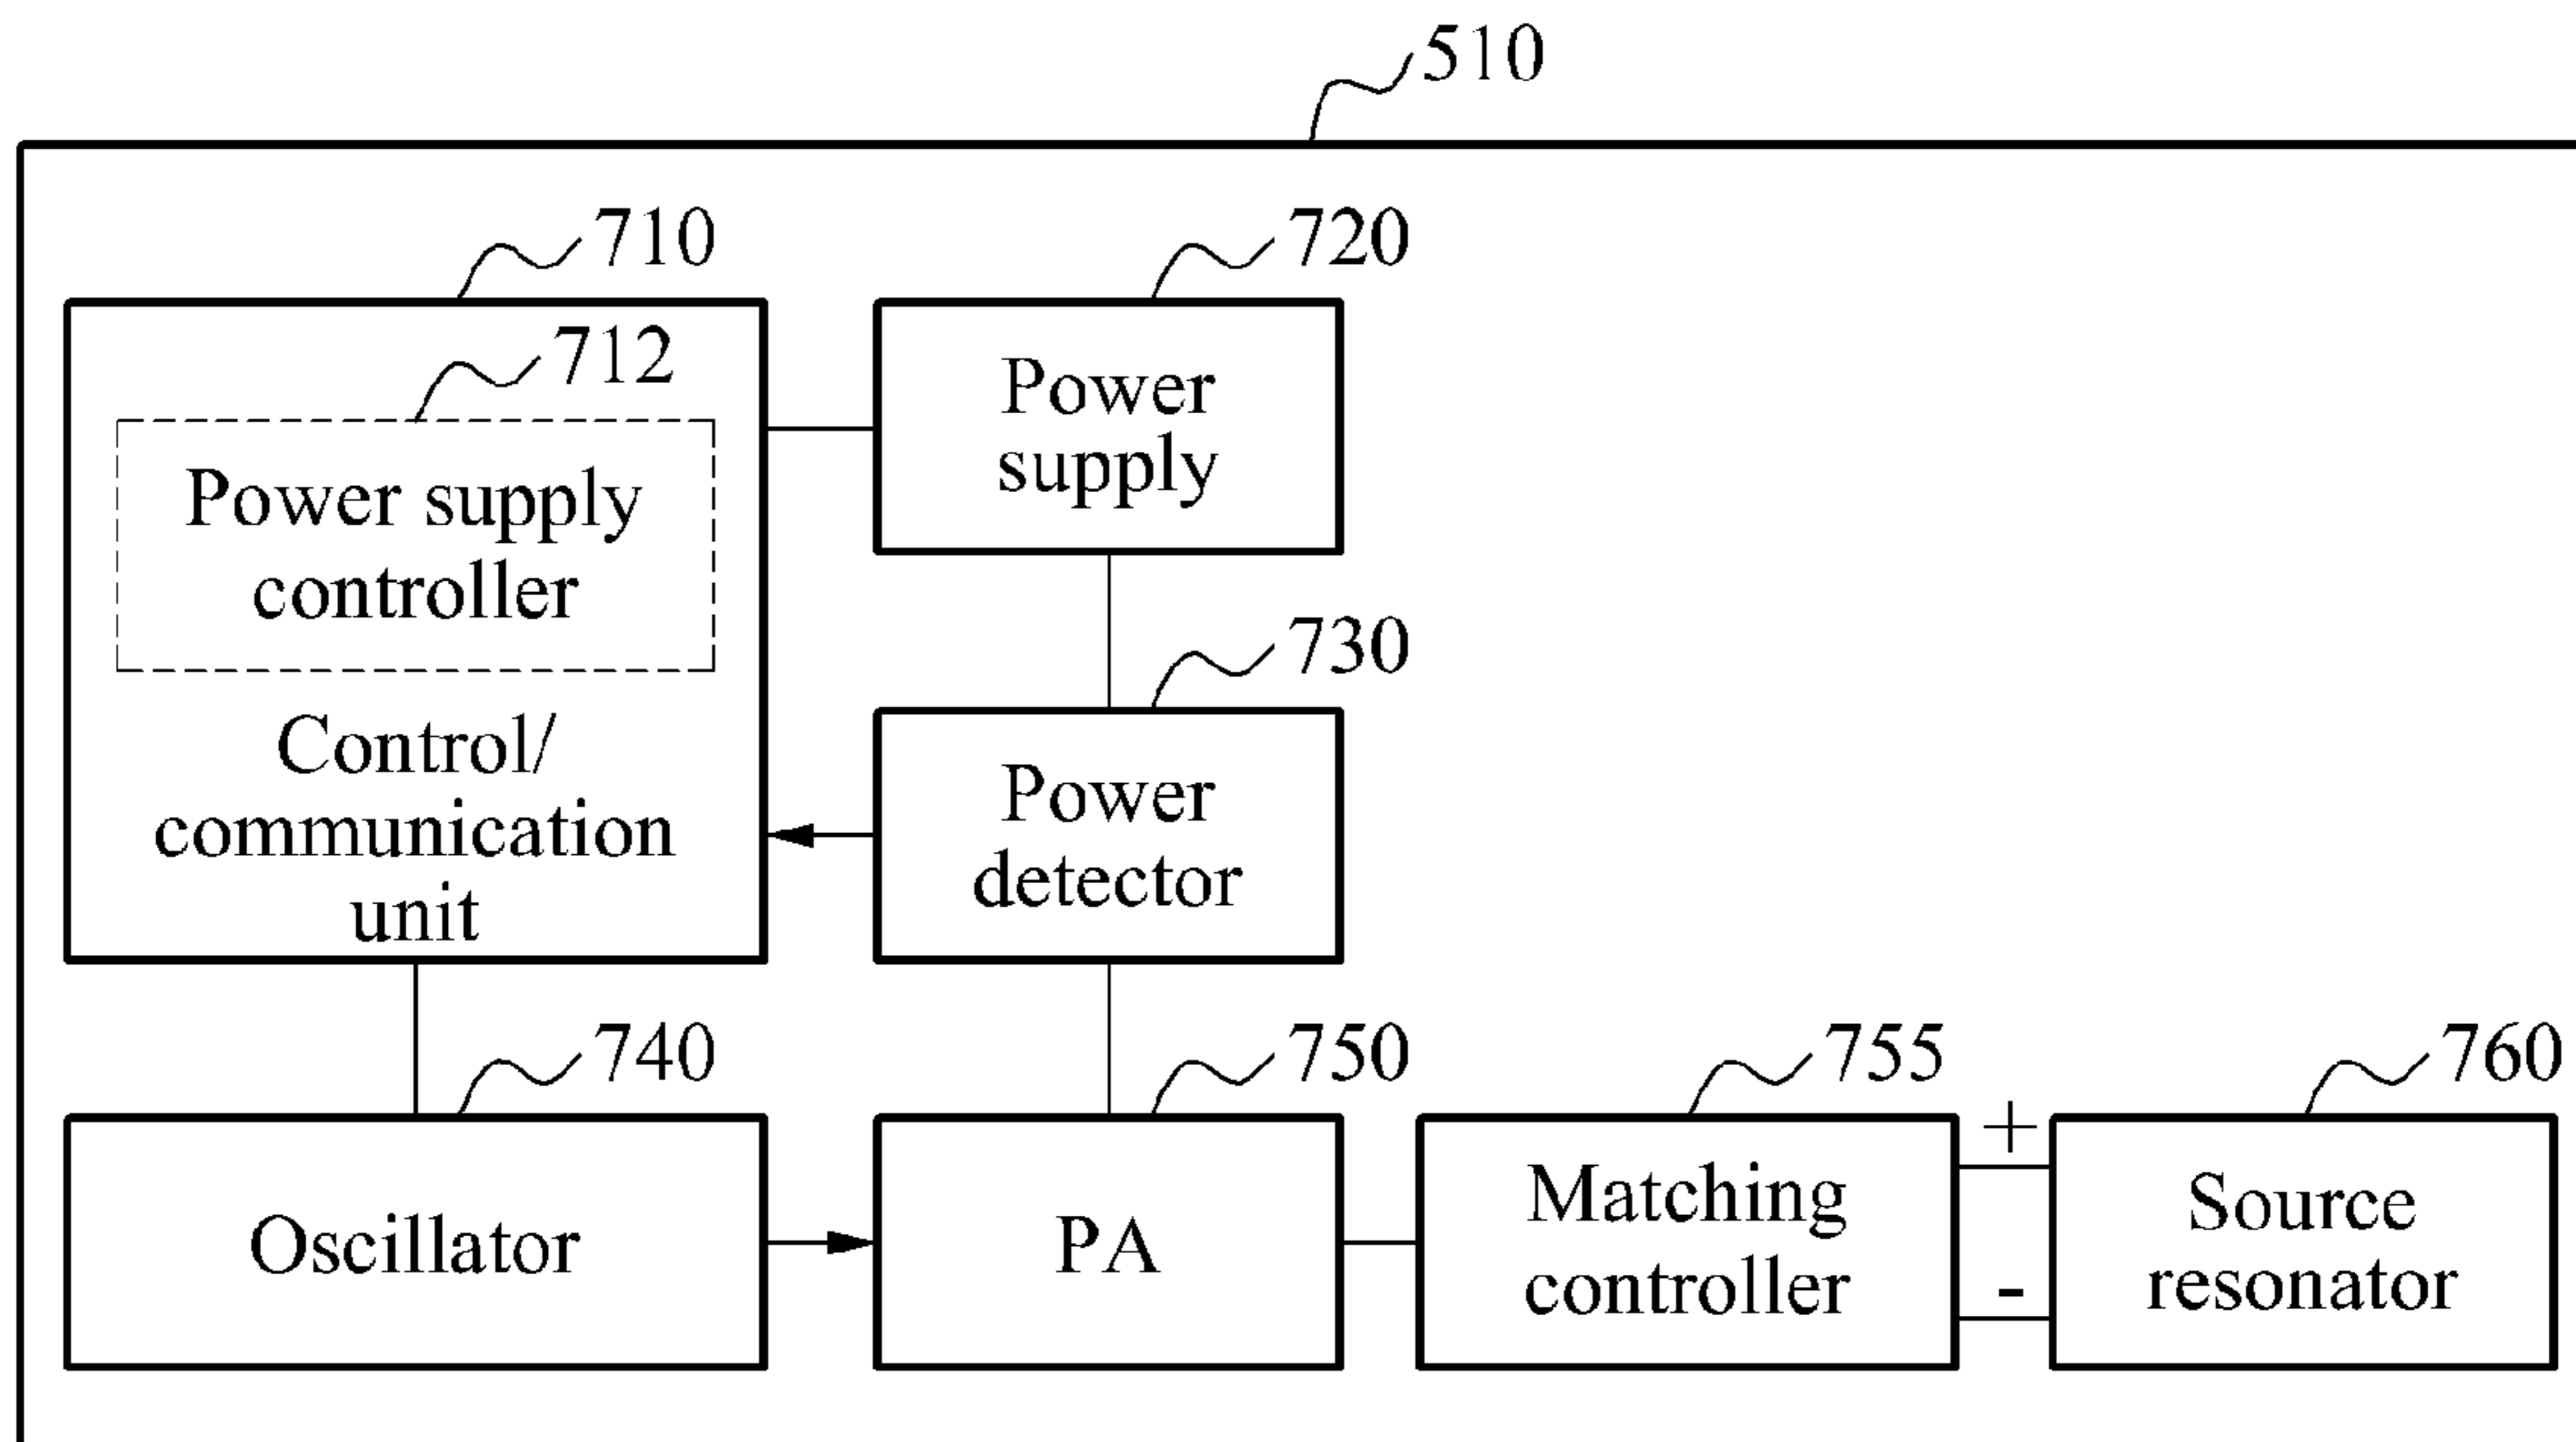 510
710
720
712
Power supply
controller
Control/
communication
unit
Power
supply
730
Power
detector
740
750
755
760
Oscillator
PA
Matching
controller
+
-
Source
resonator